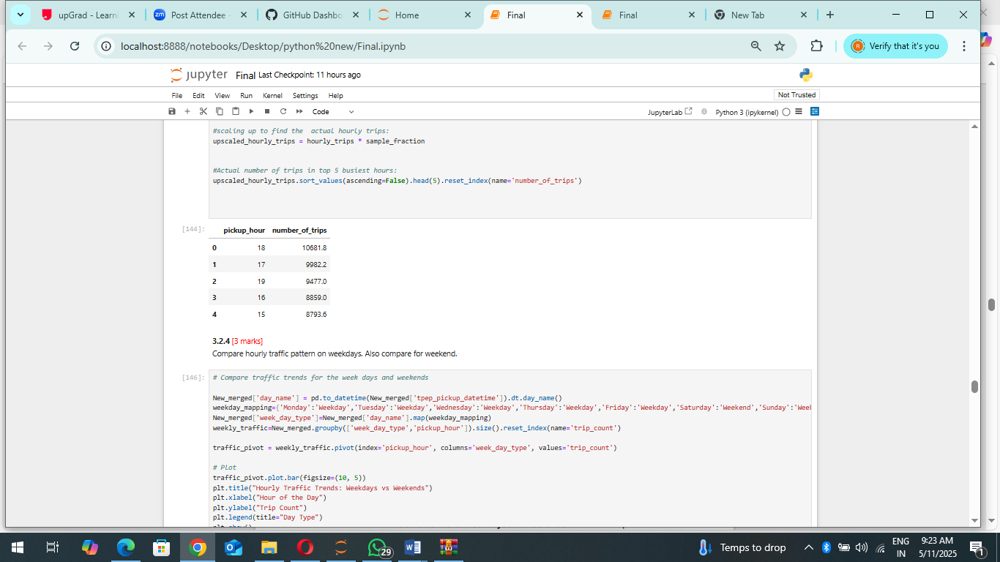 upGrad - Learni
Post Attendee -
GitHub Dashbo
Home
Final
Final
New Tab
localhost:8888/notebooks/Desktop/python%20new/Final.ipynb
Verify that it's you
jupyter Final Last Checkpoint: 11 hours ago
File Edit View Run Kernel Settings Help
Not Trusted
Code
JupyterLab
Python 3 (ipykernel)
#scaling up to find the  actual hourly trips:
upscaled_hourly_trips = hourly_trips * sample_fraction
#Actual number of trips in top 5 busiest hours:
upscaled_hourly_trips.sort_values(ascending=False).head(5).reset_index(name='number_of_trips')
[144]:
pickup_hour number_of_trips
0 18 10681.8
1 17 9982.2
2 19 9477.0
3 16 8859.0
4 15 8793.6
3.2.4 [3 marks]
Compare hourly traffic pattern on weekdays. Also compare for weekend.
[146]:
# Compare traffic trends for the week days and weekends
New_merged['day_name'] = pd.to_datetime(New_merged['tpep_pickup_datetime']).dt.day_name()
weekday_mapping={'Monday':'Weekday','Tuesday':'Weekday','Wednesday':'Weekday','Thursday':'Weekday','Friday':'Weekday','Saturday':'Weekend','Sunday':'Week
New_merged['week_day_type']=New_merged['day_name'].map(weekday_mapping)
weekly_traffic=New_merged.groupby(['week_day_type','pickup_hour']).size().reset_index(name='trip_count')
traffic_pivot = weekly_traffic.pivot(index='pickup_hour', columns='week_day_type', values='trip_count')
# Plot
traffic_pivot.plot.bar(figsize=(10, 5))
plt.title("Hourly Traffic Trends: Weekdays vs Weekends")
plt.xlabel("Hour of the Day")
plt.ylabel("Trip Count")
plt.legend(title="Day Type")
plt.show()
29
Temps to drop
ENG
IN
9:23 AM
5/11/2025
1